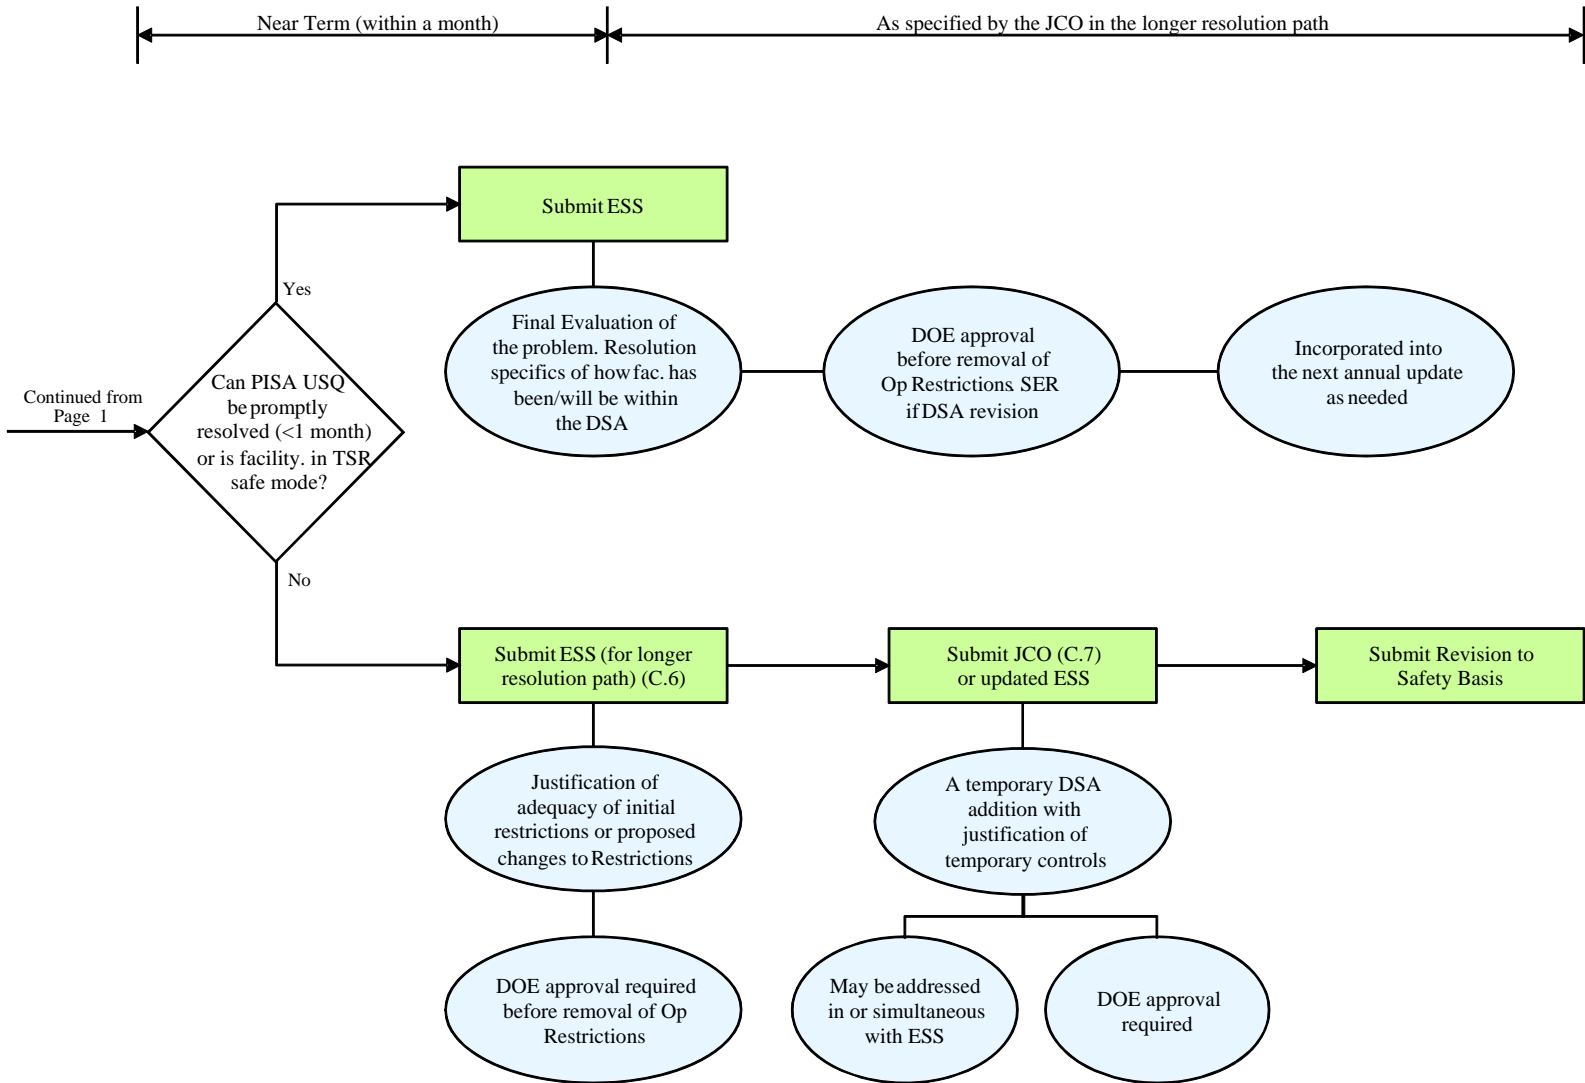 Near Term (within a month)
As specified by the JCO in the longer resolution path
Submit ESS
Yes
Final Evaluation of
the problem. Resolution
specifics of how fac. has
been/will be within
the DSA
DOE approval
before removal of
Op Restrictions. SER
if DSA revision
Incorporated into
the next annual update
as needed
Continued from
Page 1
Can PISA USQ
be promptly
resolved (<1 month)
or is facility. in TSR
safe mode?
No
Submit ESS (for longer
resolution path) (C.6)
Submit JCO (C.7)
or updated ESS
Submit Revision to
Safety Basis
Justification of
adequacy of initial
restrictions or proposed
changes to Restrictions
A temporary DSA
addition with
justification of
temporary controls
DOE approval required
before removal of Op
Restrictions
May be addressed
in or simultaneous
with ESS
DOE approval
required